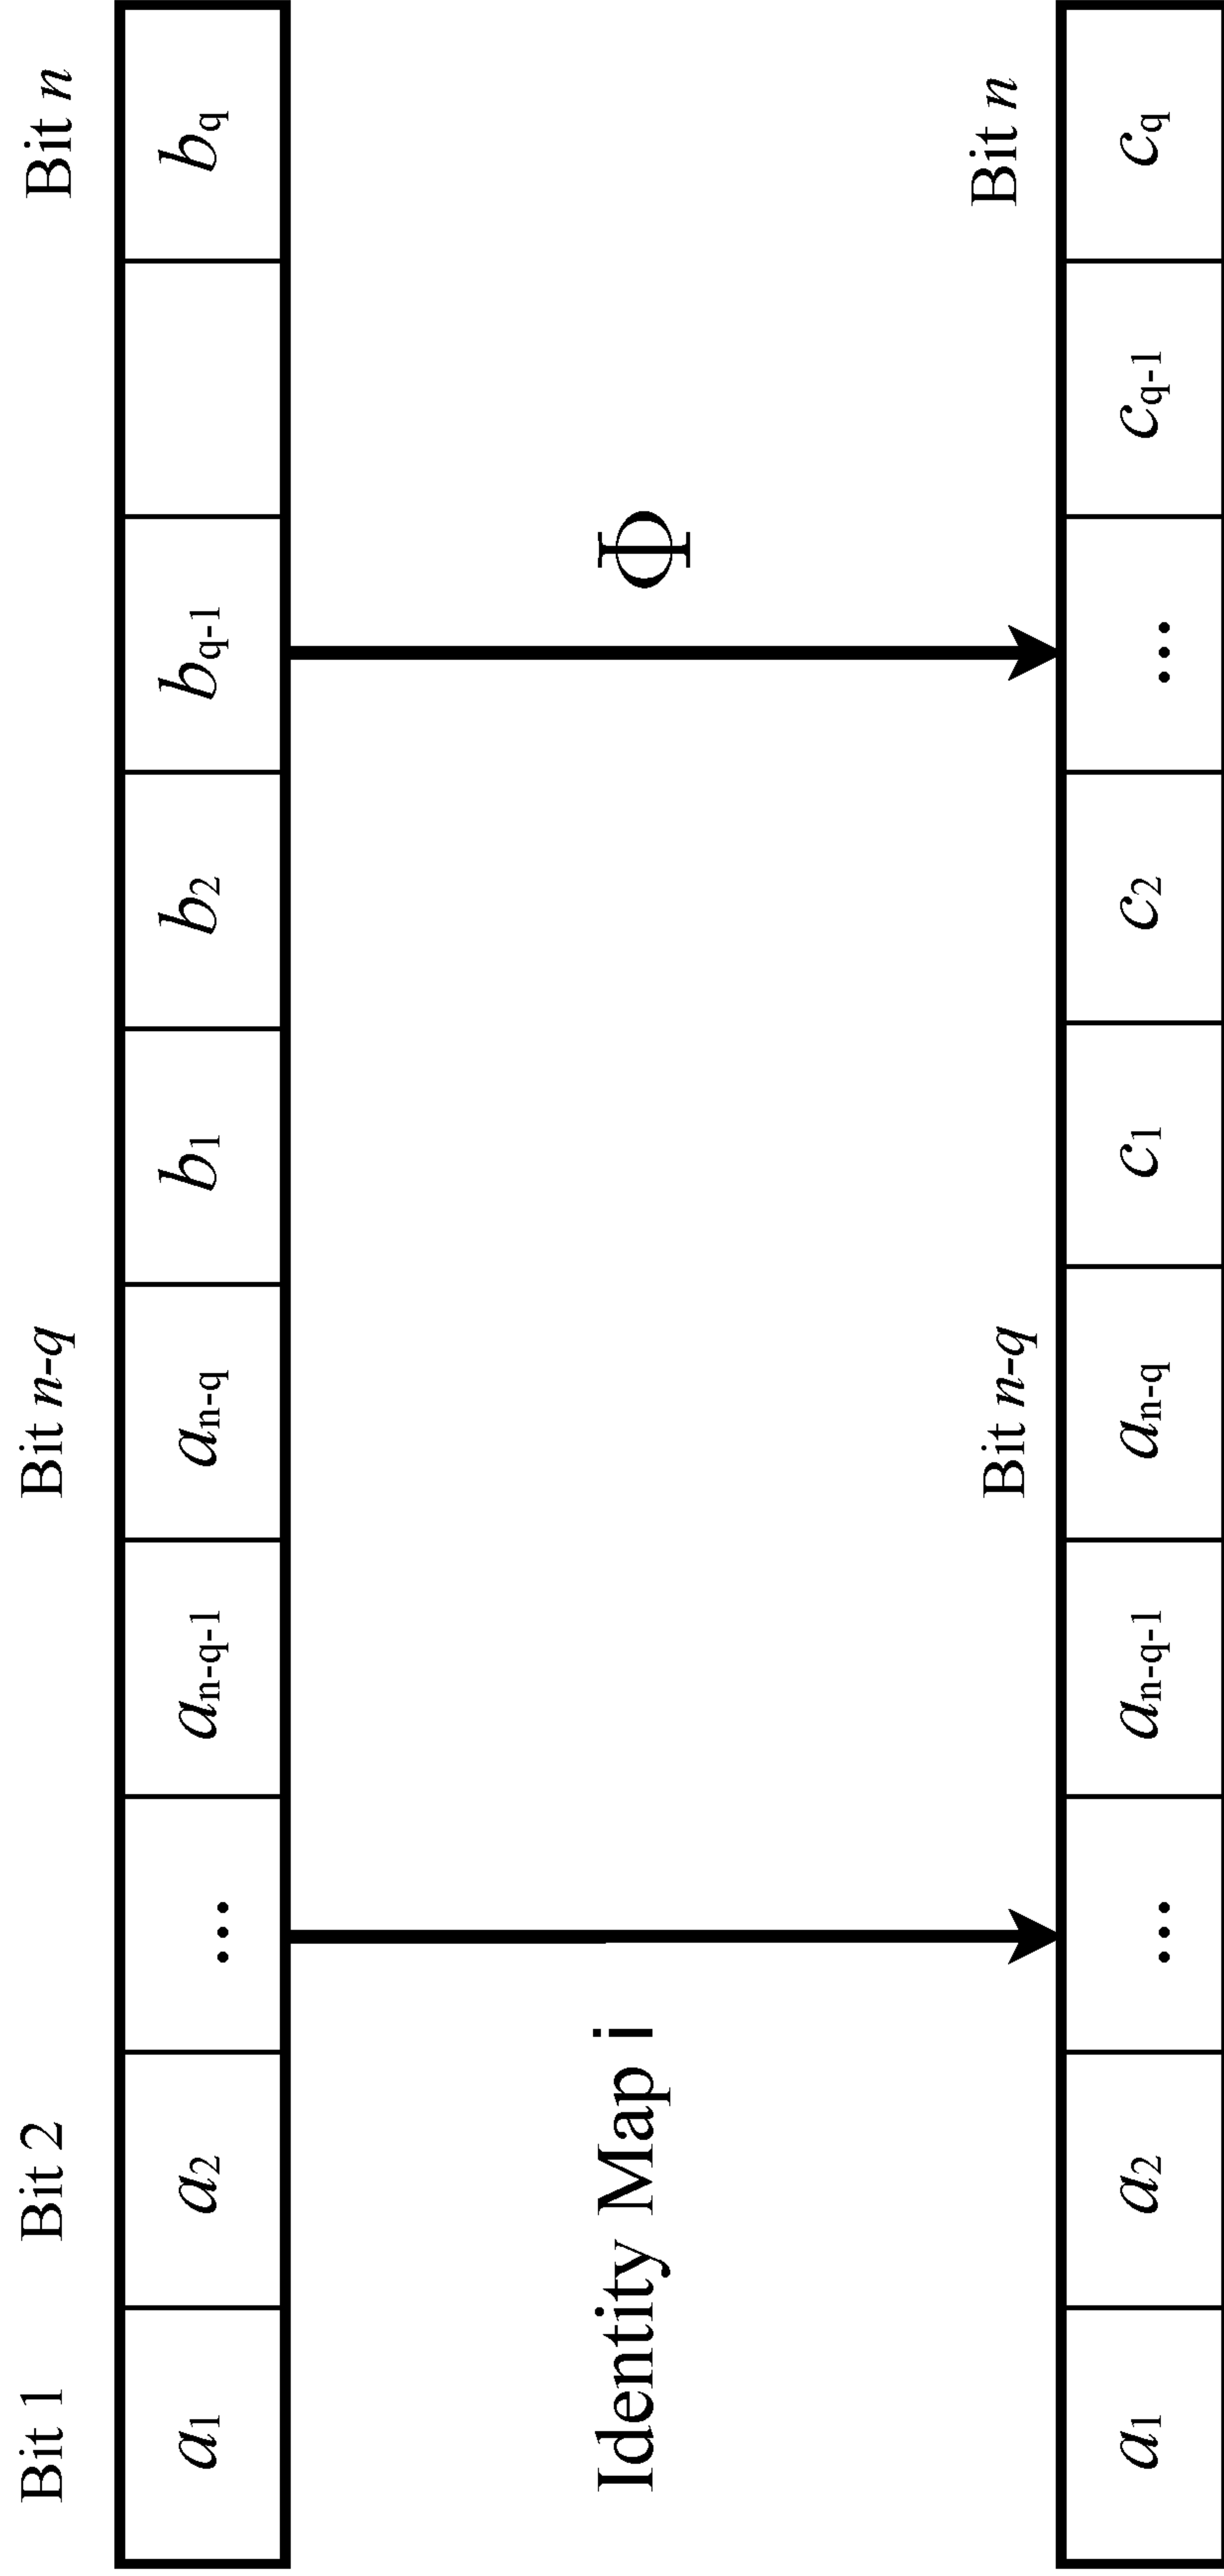 Bit 1 Bit 2 Bit n-q Bit n
a1 a2 ... an-q-1 an-q b1 b2 bq-1 bq
Identity Map i Φ
Bit n-q Bit n
a1 a2 ... an-q-1 an-q c1 c2 ... cq-1 cq